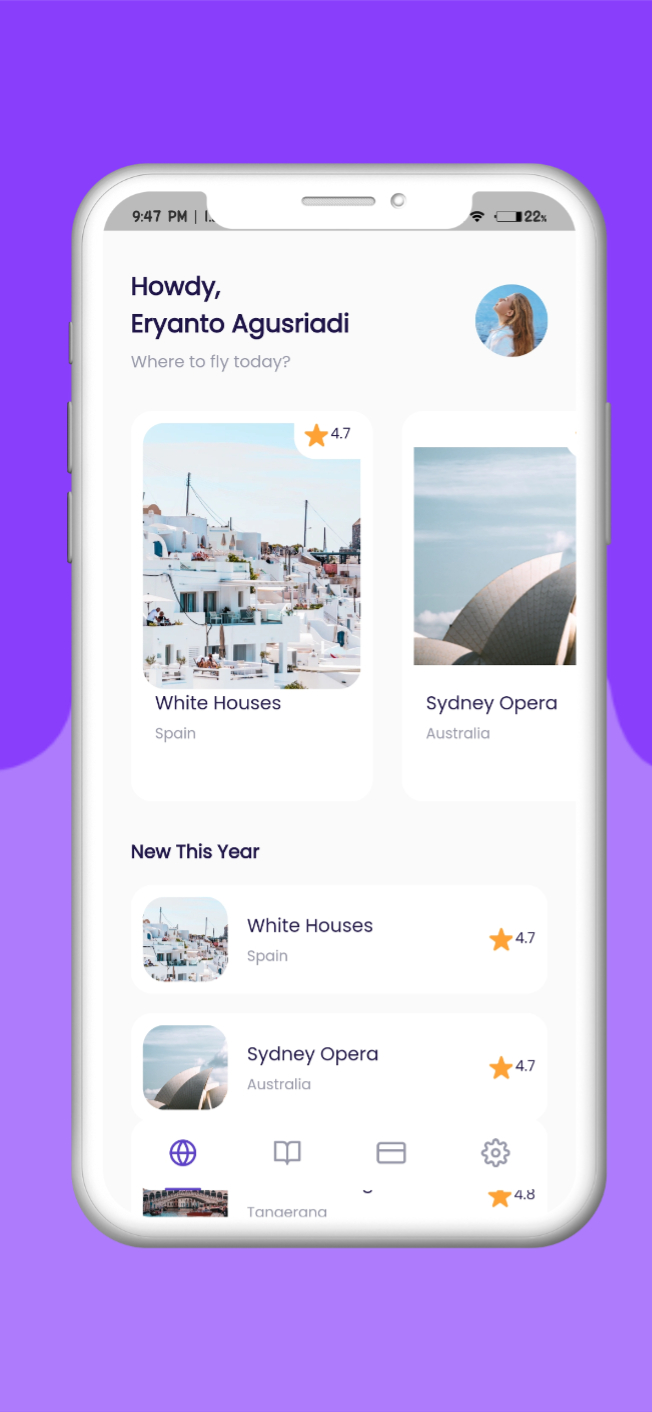 9:47 PM | 1..
22%
Howdy,
Eryanto Agusriadi
Where to fly today?
4.7
White Houses
Spain
Sydney Opera
Australia
New This Year
White Houses
Spain
4.7
Sydney Opera
Australia
4.7
4.8
Tangerang